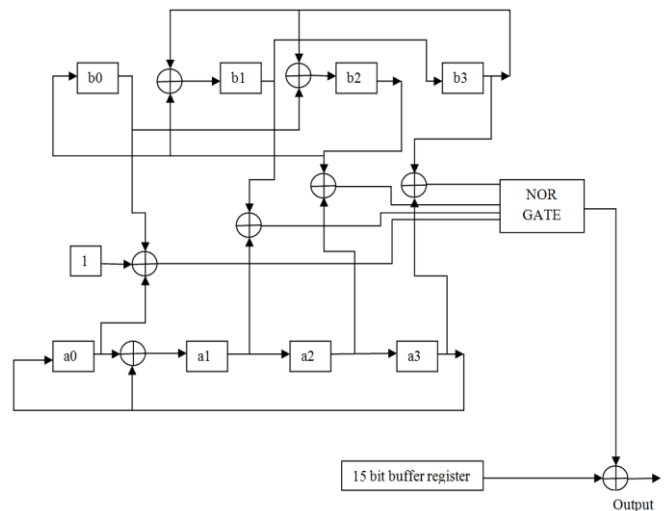 b0
b1
b2
b3
NOR
GATE
1
a0
a1
a2
a3
15 bit buffer register
Output